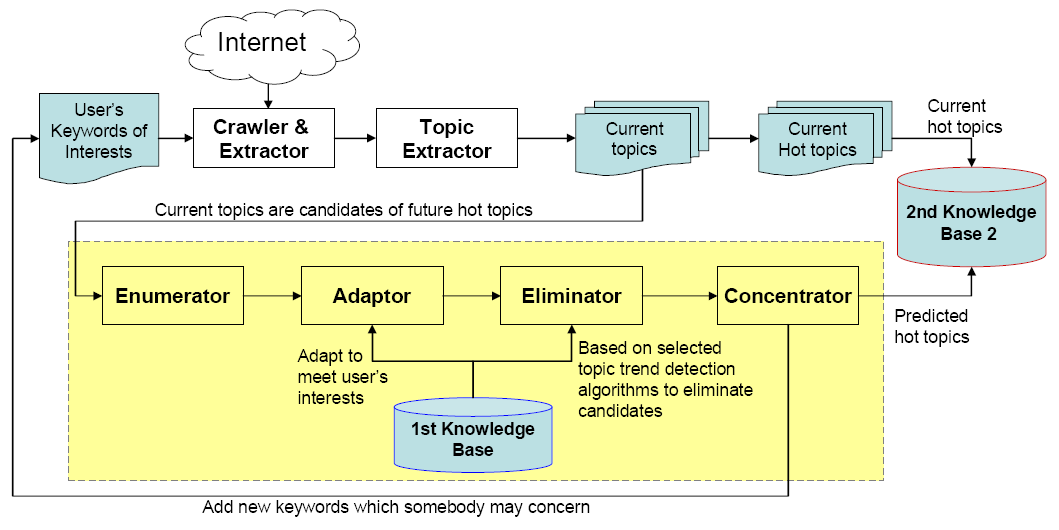 Internet
User's
Keywords of
Interests
Crawler &
Extractor
Topic
Extractor
Current
topics
Current
Hot topics
Current
hot topics
2nd Knowledge
Base 2
Current topics are candidates of future hot topics
Enumerator
Adaptor
Eliminator
Concentrator
Predicted
hot topics
Adapt to
meet user's
interests
Based on selected
topic trend detection
algorithms to eliminate
candidates
1st Knowledge
Base
Add new keywords which somebody may concern